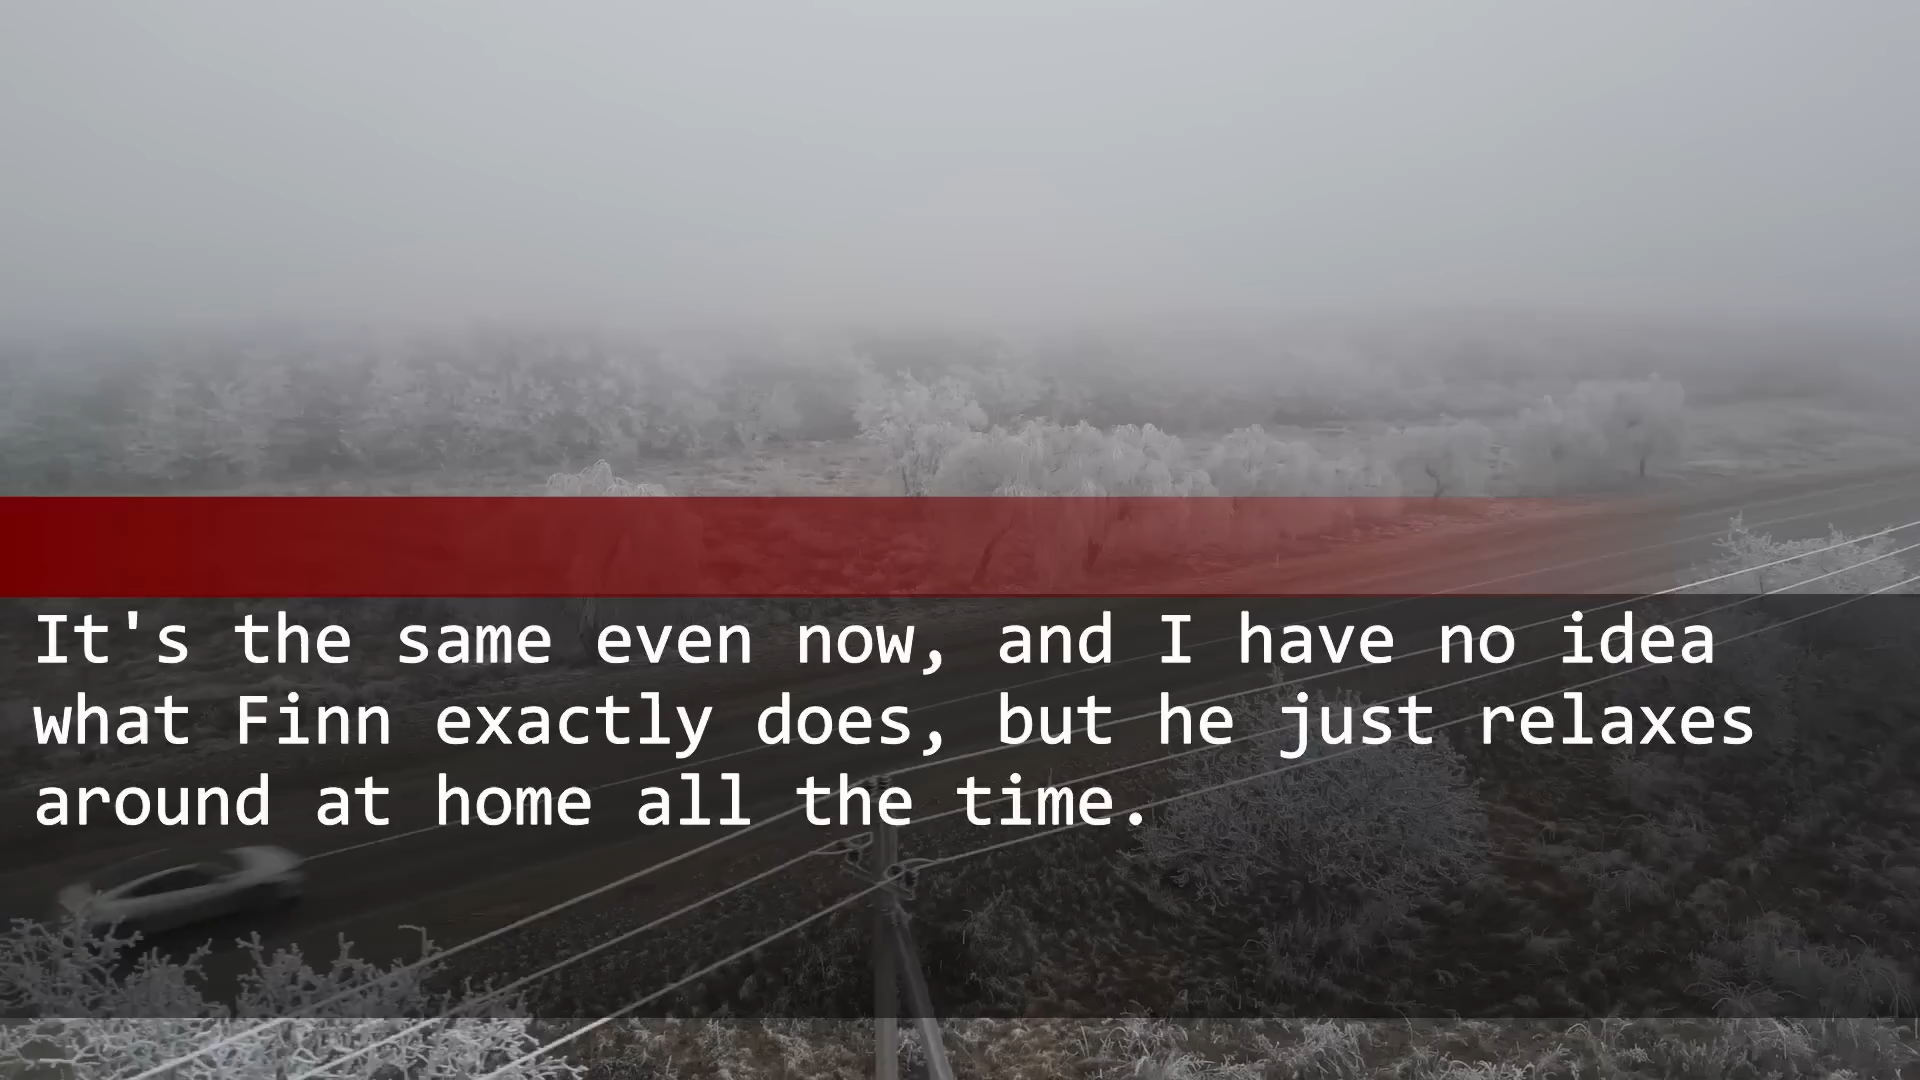 It's the same even now, and I have no idea
what Finn exactly does, but he just relaxes
around at home all the time.